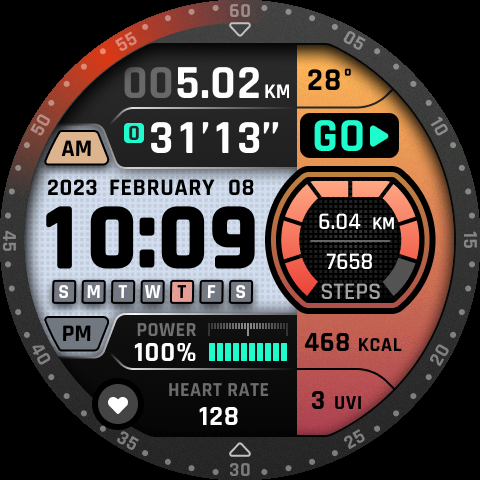 60
55
05
50
10
45
15
40
20
35
25
30
005.02 KM
28°
0 31'13"
GO
AM
2023 FEBRUARY 08
10:09
S M T W T F S
6.04 KM
7658
STEPS
PM
POWER
100%
468 KCAL
HEART RATE
128
3 UVI